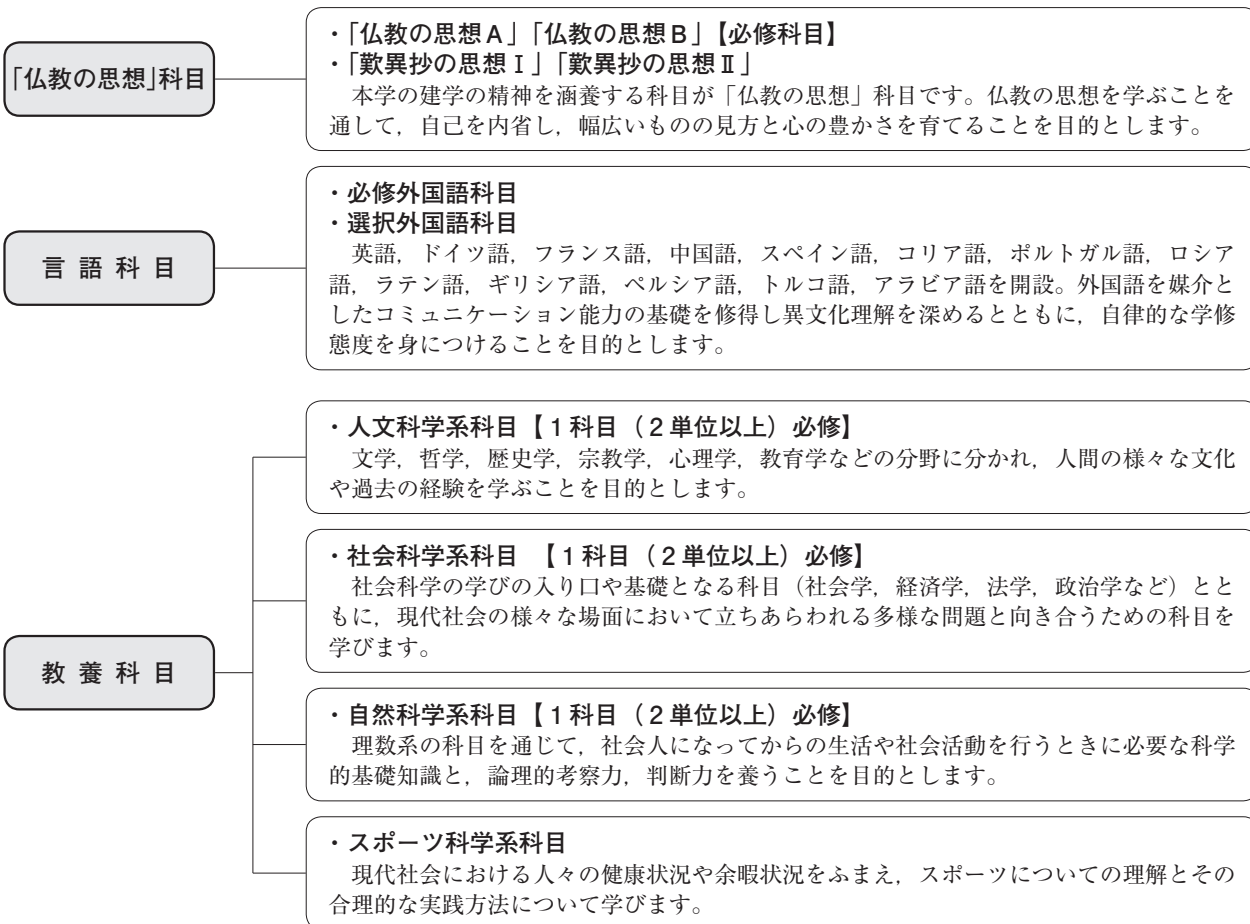 「仏教の思想」科目
・「仏教の思想A」「仏教の思想B」【必修科目】
・「歎異抄の思想Ⅰ」「歎異抄の思想Ⅱ」
　本学の建学の精神を涵養する科目が「仏教の思想」科目です。仏教の思想を学ぶことを
通して，自己を内省し，幅広いものの見方と心の豊かさを育てることを目的とします。
言語科目
・必修外国語科目
・選択外国語科目
　英語，ドイツ語，フランス語，中国語，スペイン語，コリア語，ポルトガル語，ロシア
語，ラテン語，ギリシア語，ペルシア語，トルコ語，アラビア語を開設。外国語を媒介と
したコミュニケーション能力の基礎を修得し異文化理解を深めるとともに，自律的な学修
態度を身につけることを目的とします。
教養科目
・人文科学系科目【1科目（2単位以上）必修】
　文学，哲学，歴史学，宗教学，心理学，教育学などの分野に分かれ，人間の様々な文化
や過去の経験を学ぶことを目的とします。
・社会科学系科目　【1科目（2単位以上）必修】
　社会科学の学びの入り口や基礎となる科目（社会学，経済学，法学，政治学など）とと
もに，現代社会の様々な場面において立ちあらわれる多様な問題と向き合うための科目を
学びます。
・自然科学系科目【1科目（2単位以上）必修】
　理数系の科目を通じて，社会人になってからの生活や社会活動を行うときに必要な科学
的基礎知識と，論理的考察力，判断力を養うことを目的とします。
・スポーツ科学系科目
　現代社会における人々の健康状況や余暇状況をふまえ，スポーツについての理解とその
合理的な実践方法について学びます。